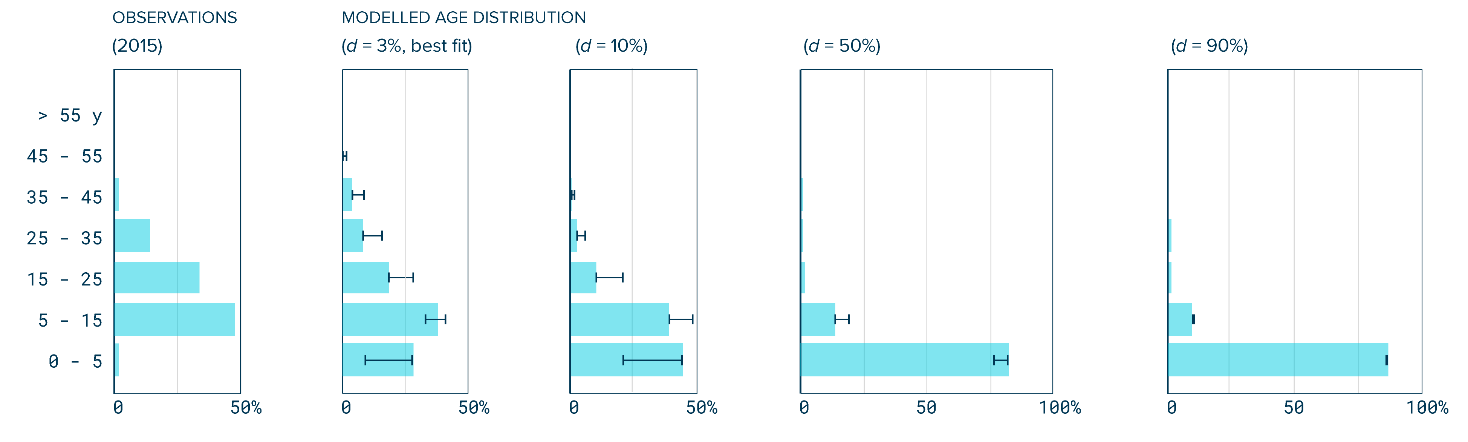 OBSERVATIONS MODELLED AGE DISTRIBUTION
(2015) (d = 3%, best fit) (d = 10%) (d = 50%) (d = 90%)
> 55 y
45 – 55
35 – 45
25 – 35
15 – 25
5 – 15
0 – 5
0 50% 0 50% 0 50% 0 50 100% 0 50 100%